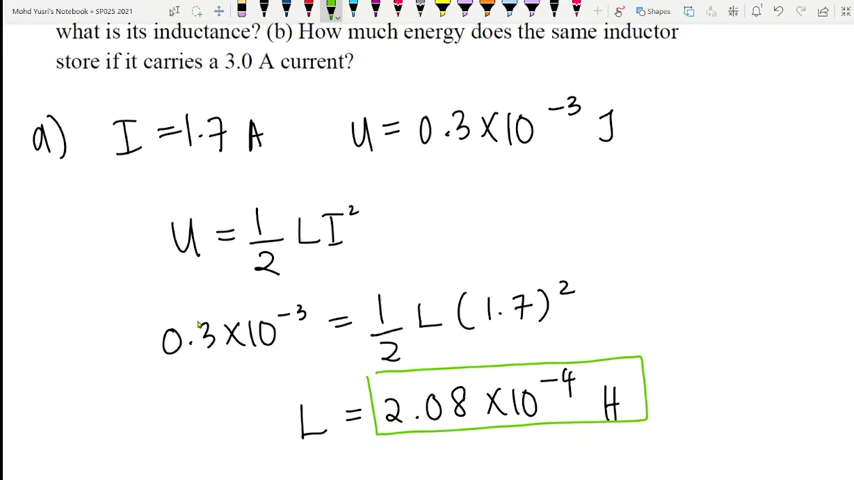 Mohd Yusri's Notebook » SP025 2021 Shapes
what is its inductance? (b) How much energy does the same inductor
store if it carries a 3.0 A current?
a) I = 1.7 A U = 0.3 × 10⁻³ J
U = 1/2 LI²
0.3 × 10⁻³ = 1/2 L (1.7)²
L = 2.08 × 10⁻⁴ H